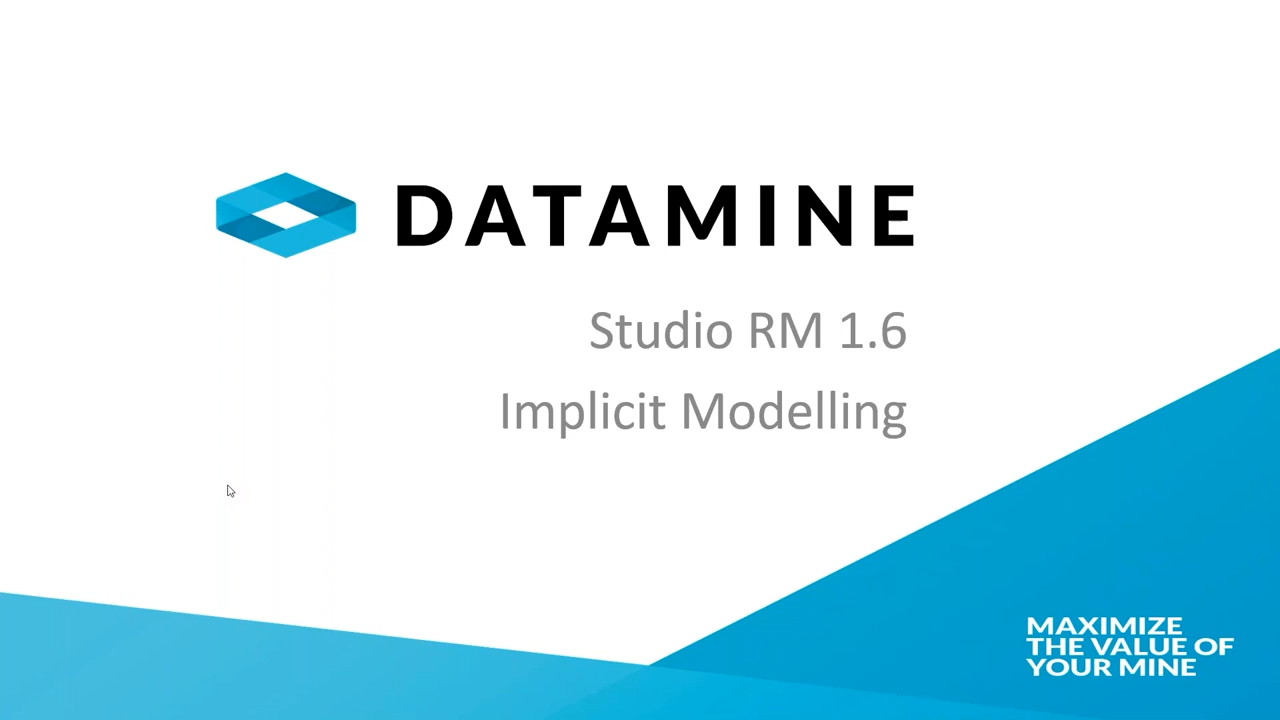 DATAMINE
Studio RM 1.6
Implicit Modelling
MAXIMIZE
THE VALUE OF
YOUR MINE